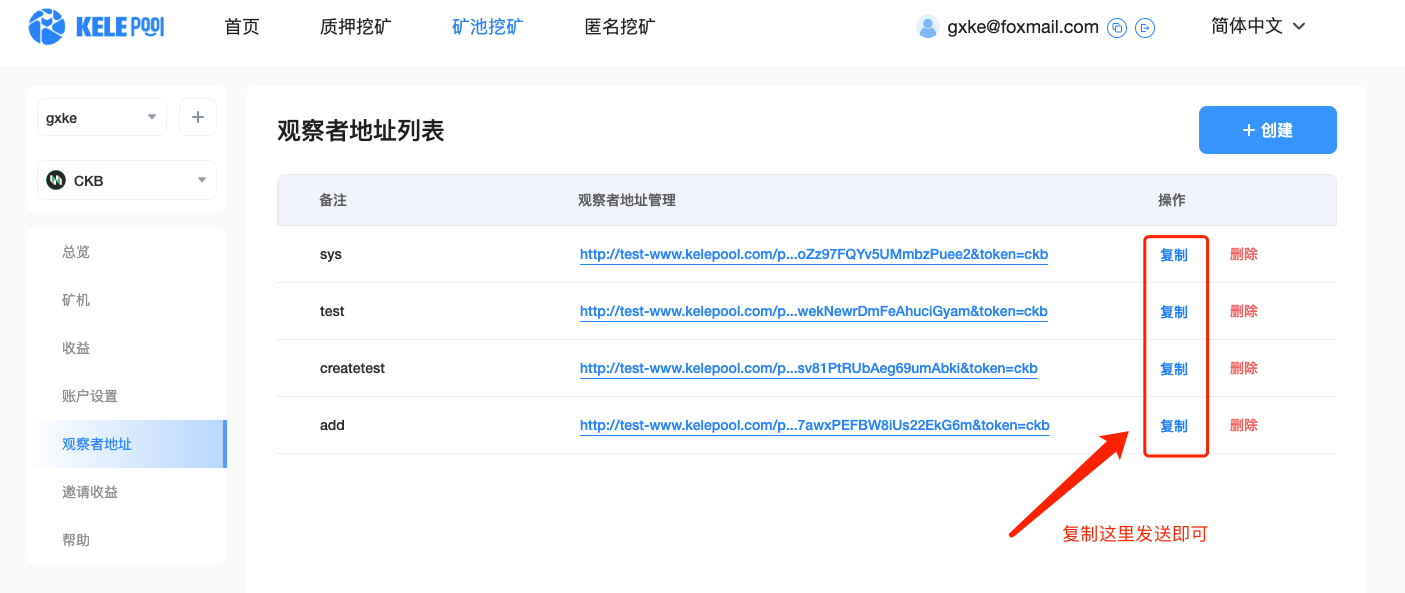 KELE POOL 首页 质押挖矿 矿池挖矿 匿名挖矿 gxke@foxmail.com 简体中文
gxke
CKB
总览
矿机
收益
账户设置
观察者地址
邀请收益
帮助
观察者地址列表
+ 创建
备注 观察者地址管理 操作
sys http://test-www.kelepool.com/p...oZz97FQYv5UMmbzPuee2&token=ckb 复制 删除
test http://test-www.kelepool.com/p...wekNewrDmFeAhuciGyam&token=ckb 复制 删除
createtest http://test-www.kelepool.com/p...sv81PtRUbAeg69umAbki&token=ckb 复制 删除
add http://test-www.kelepool.com/p...7awxPEFBW8iUs22EkG6m&token=ckb 复制 删除
复制这里发送即可